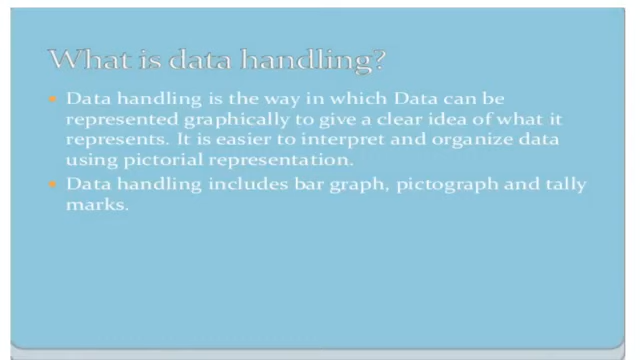 What is data handling?
Data handling is the way in which Data can be
represented graphically to give a clear idea of what it
represents. It is easier to interpret and organize data
using pictorial representation.
Data handling includes bar graph, pictograph and tally
marks.